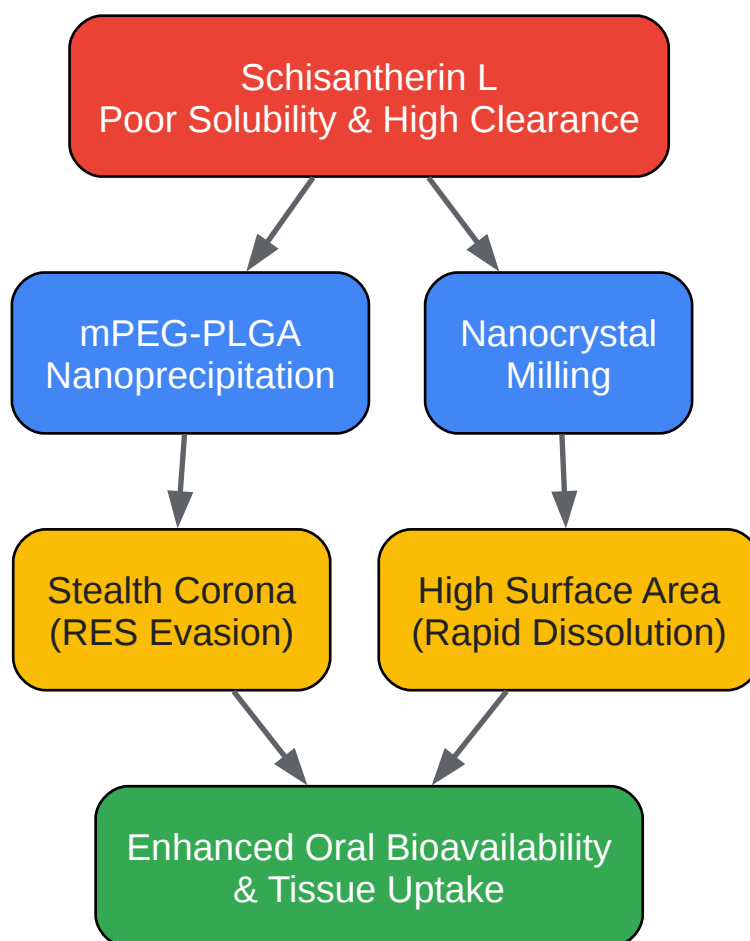 Schisantherin L
Poor Solubility & High Clearance
mPEG-PLGA
Nanoprecipitation
Nanocrystal
Milling
Stealth Corona
(RES Evasion)
High Surface Area
(Rapid Dissolution)
Enhanced Oral Bioavailability
& Tissue Uptake